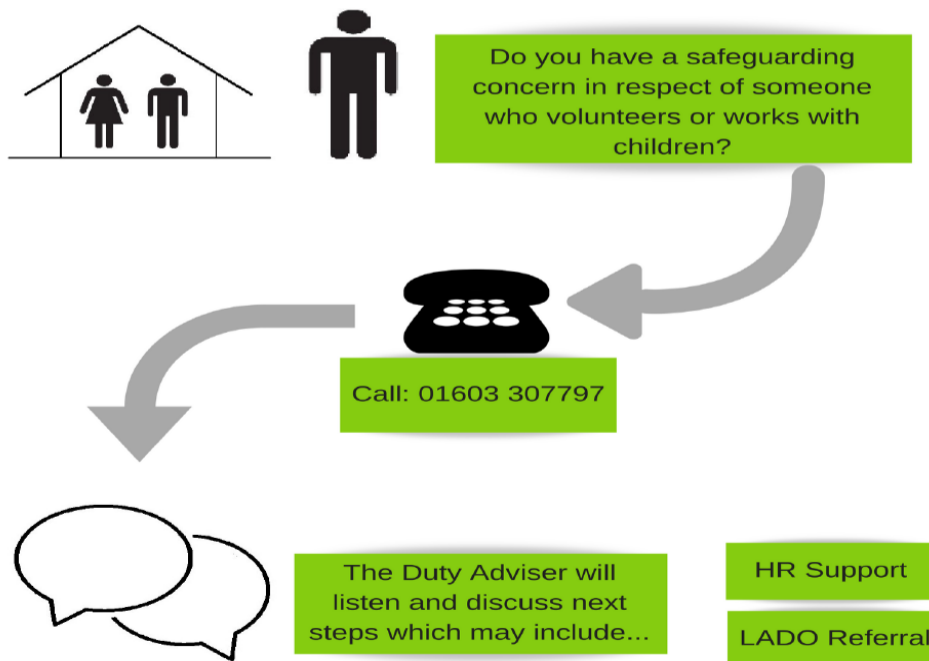 Do you have a safeguarding
concern in respect of someone
who volunteers or works with
children?
Call: 01603 307797
The Duty Adviser will
listen and discuss next
steps which may include...
HR Support
LADO Referral